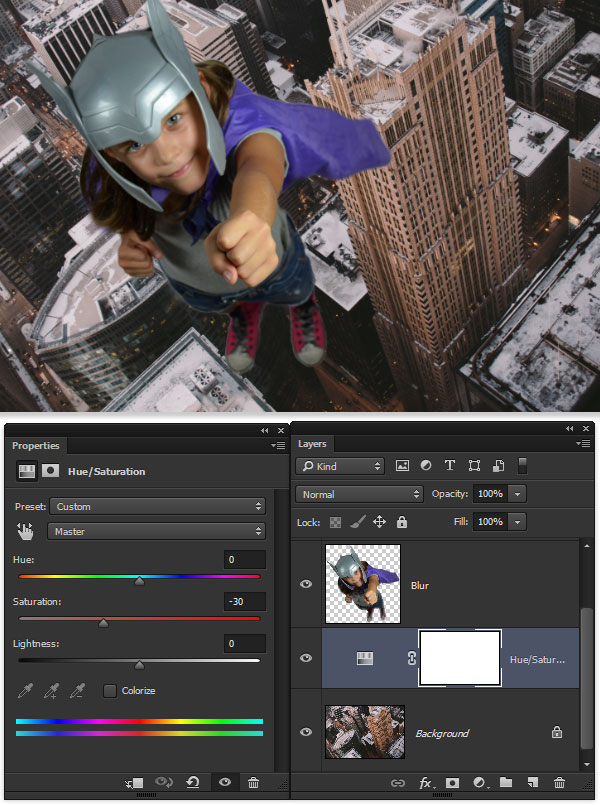 Properties
Hue/Saturation
Preset: Custom
Master
Hue: 0
Saturation: -30
Lightness: 0
Colorize
Layers
Kind
Normal Opacity: 100%
Lock: Fill: 100%
Blur
Hue/Satur...
Background
fx